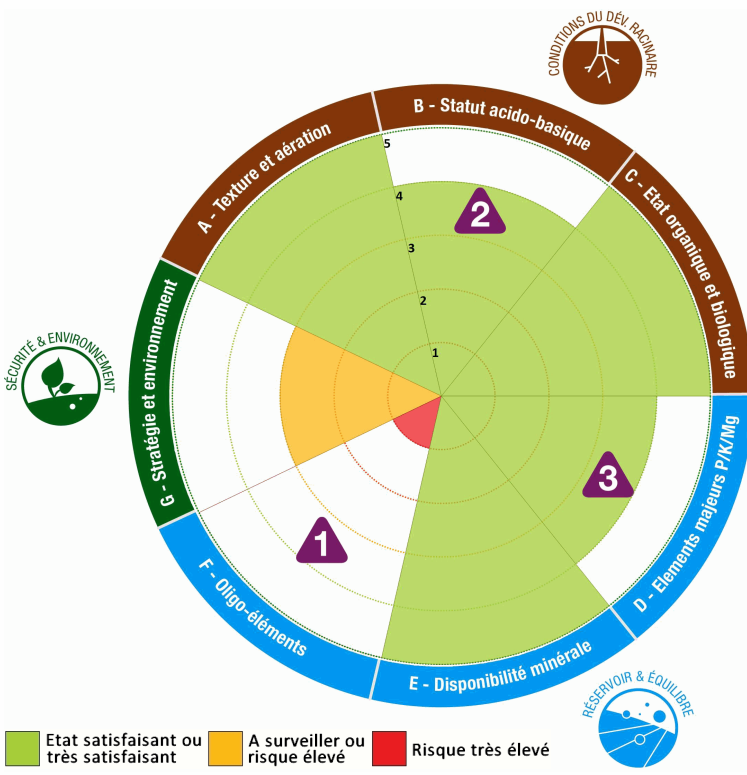 CONDITIONS DU DÉV. RACINAIRE
B - Statut acido-basique
A - Texture et aération
C - Etat organique et biologique
5
4
3
2
1
2
SÉCURITÉ & ENVIRONNEMENT
G - Stratégie et environnement
3
D - Elements majeurs P/K/Mg
1
F - Oligo-éléments
E - Disponibilité minérale
RÉSERVOIR & ÉQUILIBRE
Etat satisfaisant ou
très satisfaisant
A surveiller ou
risque élevé
Risque très élevé